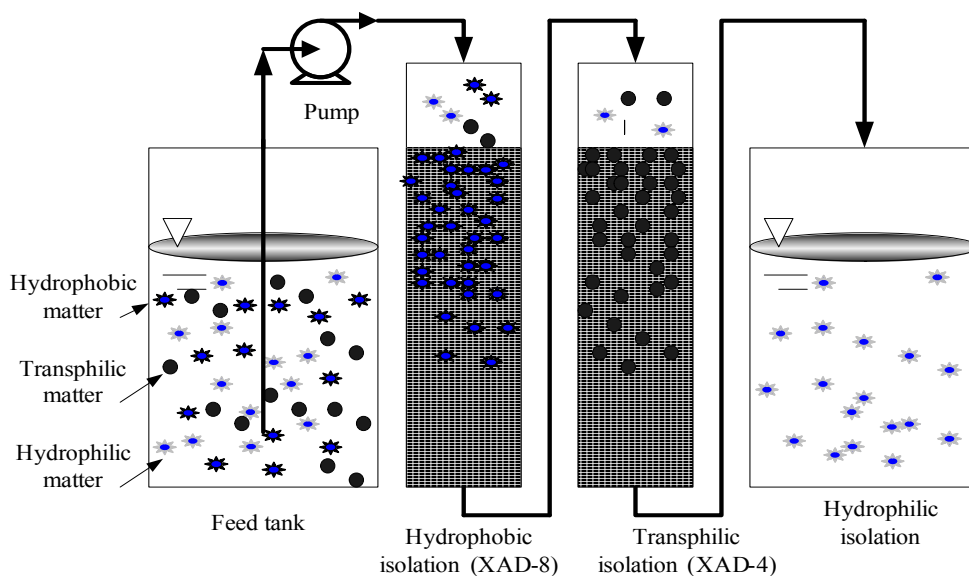 Pump
Hydrophobic
matter
Transphilic
matter
Hydrophilic
matter
Feed tank
Hydrophobic
isolation (XAD-8)
Transphilic
isolation (XAD-4)
Hydrophilic
isolation